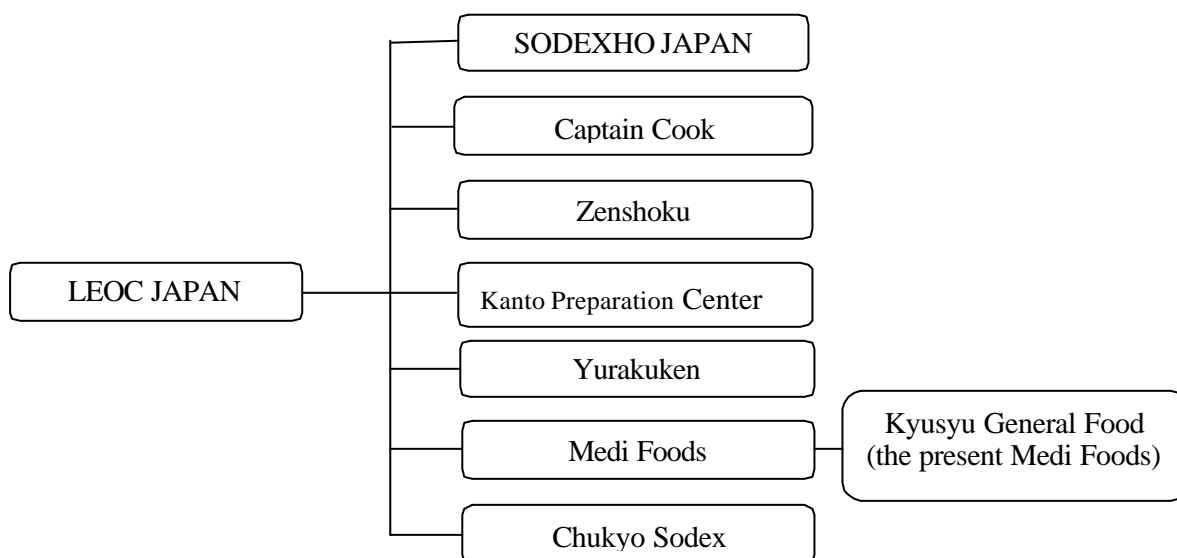 SODEXHO JAPAN
Captain Cook
Zenshoku
LEOC JAPAN
Kanto Preparation Center
Yurakuken
Medi Foods
Kyusyu General Food
(the present Medi Foods)
Chukyo Sodex